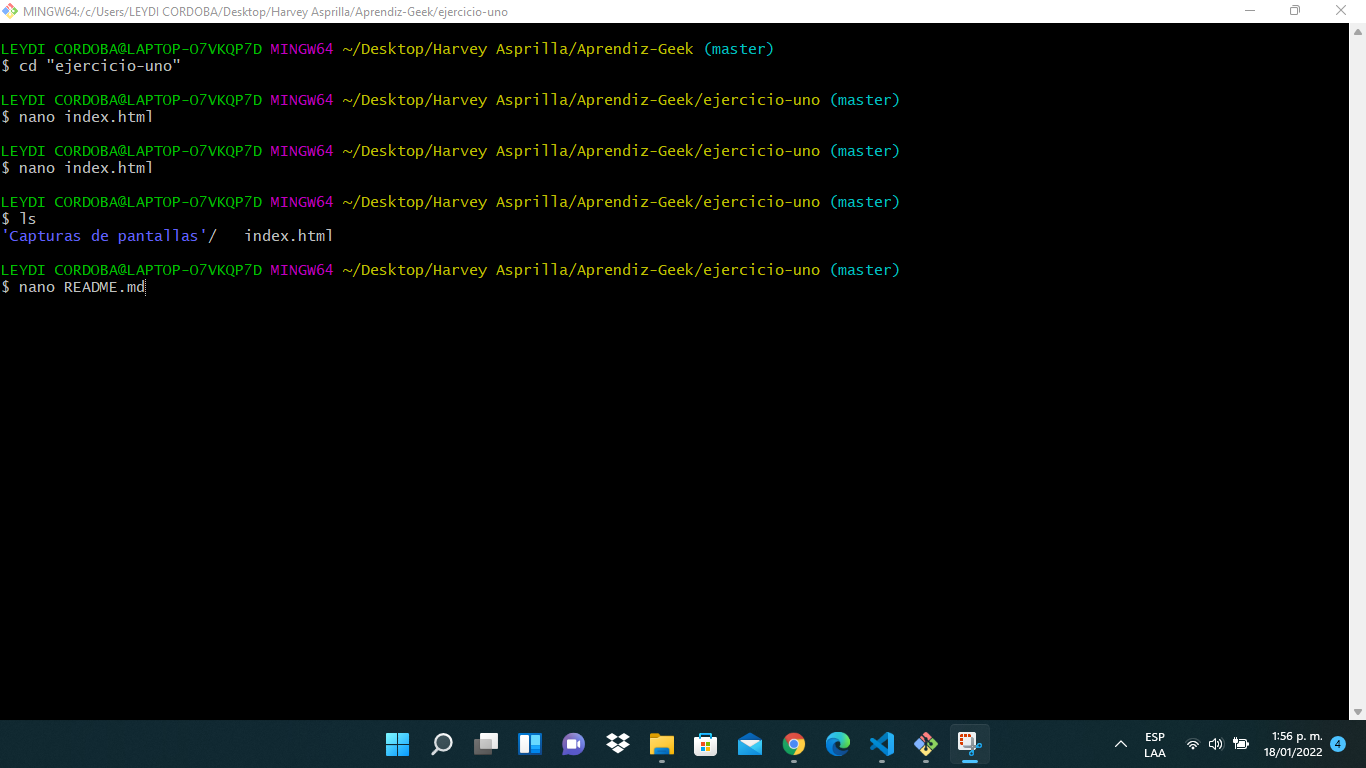 MINGW64:/c/Users/LEYDI CORDOBA/Desktop/Harvey Asprilla/Aprendiz-Geek/ejercicio-uno
LEYDI CORDOBA@LAPTOP-O7VKQP7D MINGW64 ~/Desktop/Harvey Asprilla/Aprendiz-Geek (master)
$ cd "ejercicio-uno"
LEYDI CORDOBA@LAPTOP-O7VKQP7D MINGW64 ~/Desktop/Harvey Asprilla/Aprendiz-Geek/ejercicio-uno (master)
$ nano index.html
LEYDI CORDOBA@LAPTOP-O7VKQP7D MINGW64 ~/Desktop/Harvey Asprilla/Aprendiz-Geek/ejercicio-uno (master)
$ nano index.html
LEYDI CORDOBA@LAPTOP-O7VKQP7D MINGW64 ~/Desktop/Harvey Asprilla/Aprendiz-Geek/ejercicio-uno (master)
$ ls
'Capturas de pantallas'/   index.html
LEYDI CORDOBA@LAPTOP-O7VKQP7D MINGW64 ~/Desktop/Harvey Asprilla/Aprendiz-Geek/ejercicio-uno (master)
$ nano README.md
ESP
LAA
1:56 p. m.
18/01/2022
4